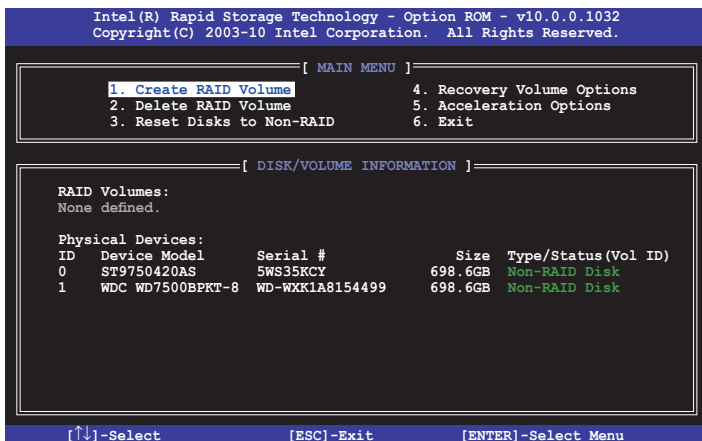 Intel(R) Rapid Storage Technology - Option ROM - v10.0.0.1032
Copyright(C) 2003-10 Intel Corporation. All Rights Reserved.
[ MAIN MENU ]
1. Create RAID Volume 4. Recovery Volume Options
2. Delete RAID Volume 5. Acceleration Options
3. Reset Disks to Non-RAID 6. Exit
[ DISK/VOLUME INFORMATION ]
RAID Volumes:
None defined.
Physical Devices:
ID Device Model Serial # Size Type/Status(Vol ID)
0 ST9750420AS 5WS35KCY 698.6GB Non-RAID Disk
1 WDC WD7500BPKT-8 WD-WXK1A8154499 698.6GB Non-RAID Disk
[↑↓]-Select [ESC]-Exit [ENTER]-Select Menu